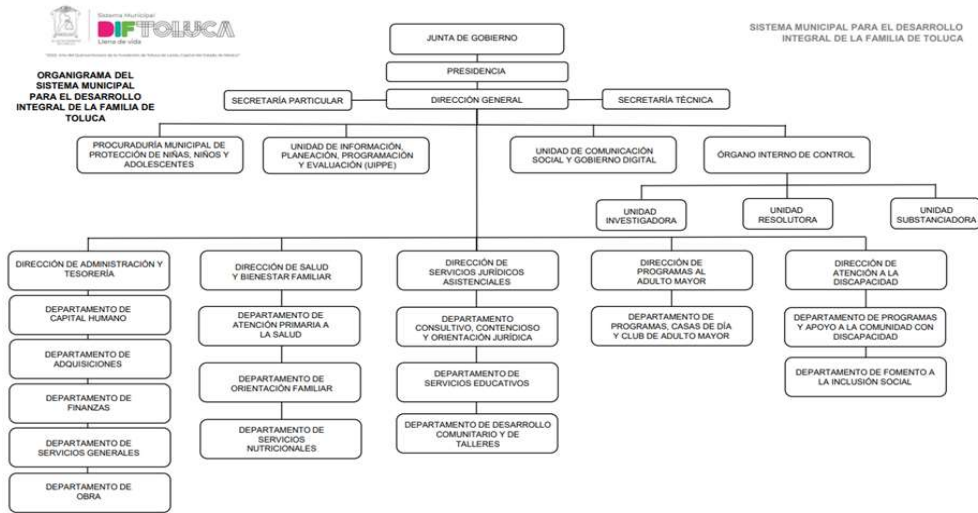 Sistema Municipal
DIFTOLUCA
Llena de vida
SISTEMA MUNICIPAL PARA EL DESARROLLO
INTEGRAL DE LA FAMILIA DE TOLUCA
ORGANIGRAMA DEL
SISTEMA MUNICIPAL
PARA EL DESARROLLO
INTEGRAL DE LA FAMILIA DE
TOLUCA
JUNTA DE GOBIERNO
PRESIDENCIA
SECRETARÍA PARTICULAR
DIRECCIÓN GENERAL
SECRETARÍA TÉCNICA
PROCURADURÍA MUNICIPAL DE
PROTECCIÓN DE NIÑAS, NIÑOS Y
ADOLESCENTES
UNIDAD DE INFORMACIÓN,
PLANEACIÓN, PROGRAMACIÓN
Y EVALUACIÓN (UIPPE)
UNIDAD DE COMUNICACIÓN
SOCIAL Y GOBIERNO DIGITAL
ÓRGANO INTERNO DE CONTROL
UNIDAD
INVESTIGADORA
UNIDAD
RESOLUTORA
UNIDAD
SUBSTANCIADORA
DIRECCIÓN DE ADMINISTRACIÓN Y
TESORERÍA
DEPARTAMENTO DE
CAPITAL HUMANO
DEPARTAMENTO DE
ADQUISICIONES
DEPARTAMENTO DE
FINANZAS
DEPARTAMENTO DE
SERVICIOS GENERALES
DEPARTAMENTO DE
OBRA
DIRECCIÓN DE SALUD
Y BIENESTAR FAMILIAR
DEPARTAMENTO DE
ATENCIÓN PRIMARIA A
LA SALUD
DEPARTAMENTO DE
ORIENTACIÓN FAMILIAR
DEPARTAMENTO DE
SERVICIOS
NUTRICIONALES
DIRECCIÓN DE
SERVICIOS JURÍDICOS
ASISTENCIALES
DEPARTAMENTO
CONSULTIVO, CONTENCIOSO
Y ORIENTACIÓN JURÍDICA
DEPARTAMENTO DE
SERVICIOS EDUCATIVOS
DEPARTAMENTO DE DESARROLLO
COMUNITARIO Y DE
TALLERES
DIRECCIÓN DE
PROGRAMAS AL
ADULTO MAYOR
DEPARTAMENTO DE
PROGRAMAS, CASAS DE DÍA
Y CLUB DE ADULTO MAYOR
DIRECCIÓN DE
ATENCIÓN A LA
DISCAPACIDAD
DEPARTAMENTO DE PROGRAMAS
Y APOYO A LA COMUNIDAD CON
DISCAPACIDAD
DEPARTAMENTO DE FOMENTO A
LA INCLUSIÓN SOCIAL